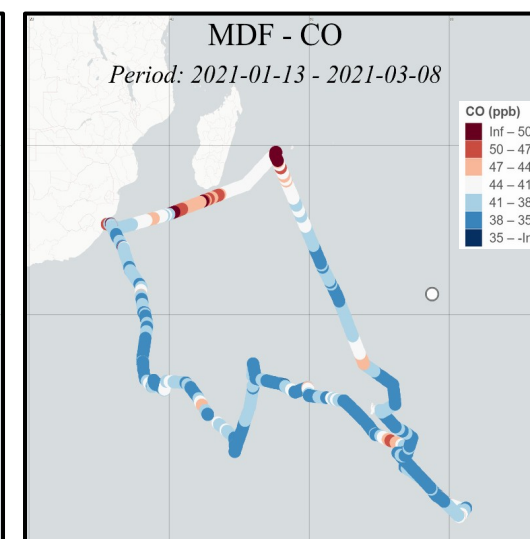 MDF - CO
Period: 2021-01-13 - 2021-03-08
CO (ppb)
Inf – 50
50 – 47
47 – 44
44 – 41
41 – 38
38 – 35
35 – -In